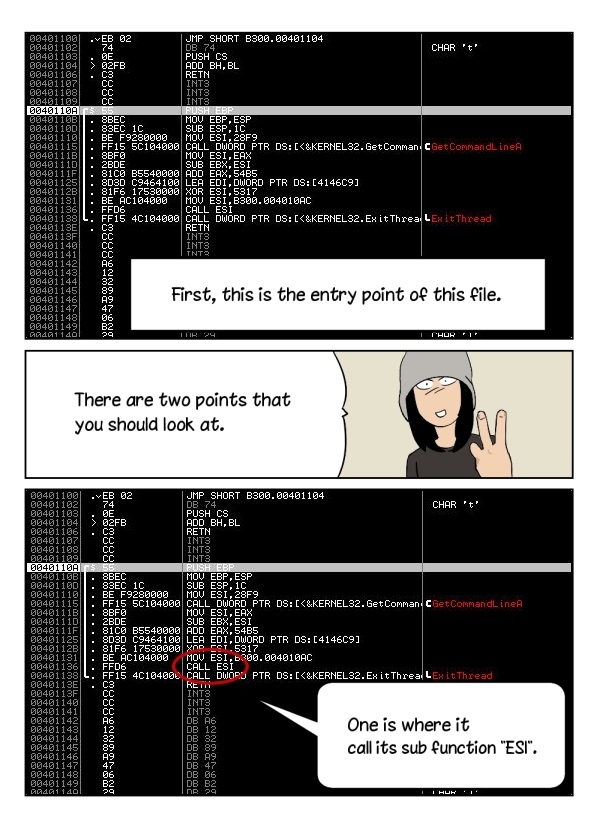 00401100 .⌄EB 02 JMP SHORT B300.00401104
00401102 74 DB 74 CHAR 't'
00401103 . 0E PUSH CS
00401104 > 02FB ADD BH,BL
00401106 . C3 RETN
00401107 CC INT3
00401108 CC INT3
00401109 CC INT3
0040110A $ 55 PUSH EBP
0040110B . 8BEC MOV EBP,ESP
0040110D . 83EC 1C SUB ESP,1C
00401110 . BE F9280000 MOV ESI,28F9
00401115 . FF15 5C104000 CALL DWORD PTR DS:[<&KERNEL32.GetComman GetCommandLineA
0040111B . 8BF0 MOV ESI,EAX
0040111D . 2BDE SUB EBX,ESI
0040111F . 81C0 B5540000 ADD EAX,54B5
00401125 . 8D3D C9464100 LEA EDI,DWORD PTR DS:[4146C9]
0040112B . 81F6 17530000 XOR ESI,5317
00401131 . BE AC104000 MOV ESI,B300.004010AC
00401136 . FFD6 CALL ESI
00401138 . FF15 4C104000 CALL DWORD PTR DS:[<&KERNEL32.ExitThrea ExitThread
0040113E . C3 RETN
0040113F CC INT3
00401140 CC INT3
00401141 CC INT3
00401142 A6
00401143 12
00401144 32
00401145 89
00401146 A9
00401147 47
00401148 06
00401149 B2
0040114A 29 DB 29 CHAR ')'
First, this is the entry point of this file.
There are two points that
you should look at.
00401100 .⌄EB 02 JMP SHORT B300.00401104
00401102 74 DB 74 CHAR 't'
00401103 . 0E PUSH CS
00401104 > 02FB ADD BH,BL
00401106 . C3 RETN
00401107 CC INT3
00401108 CC INT3
00401109 CC INT3
0040110A $ 55 PUSH EBP
0040110B . 8BEC MOV EBP,ESP
0040110D . 83EC 1C SUB ESP,1C
00401110 . BE F9280000 MOV ESI,28F9
00401115 . FF15 5C104000 CALL DWORD PTR DS:[<&KERNEL32.GetComman GetCommandLineA
0040111B . 8BF0 MOV ESI,EAX
0040111D . 2BDE SUB EBX,ESI
0040111F . 81C0 B5540000 ADD EAX,54B5
00401125 . 8D3D C9464100 LEA EDI,DWORD PTR DS:[4146C9]
0040112B . 81F6 17530000 XOR ESI,5317
00401131 . BE AC104000 MOV ESI,B300.004010AC
00401136 . FFD6 CALL ESI
00401138 . FF15 4C104000 CALL DWORD PTR DS:[<&KERNEL32.ExitThrea ExitThread
0040113E . C3 RETN
0040113F CC INT3
00401140 CC INT3
00401141 CC INT3
00401142 A6 DB A6
00401143 12 DB 12
00401144 32 DB 32
00401145 89 DB 89
00401146 A9 DB A9
00401147 47 DB 47
00401148 06 DB 06
00401149 B2 DB B2
0040114A 29 DB 29 CHAR ')'
One is where it
call its sub function "ESI".